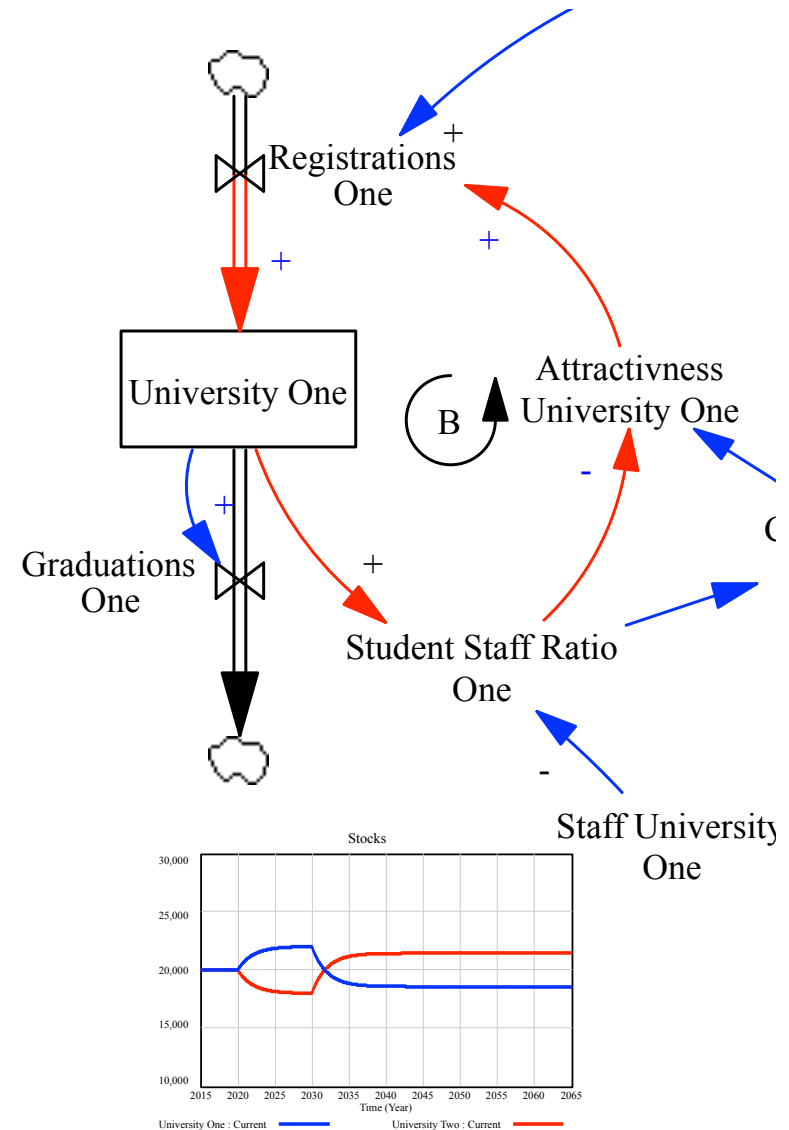 +
Registrations
One
+
+
Attractivness
University One
University One
B
-
+
Graduations
One
+
Student Staff Ratio
One
-
Staff University
One
Stocks
30,000
25,000
20,000
15,000
10,000
2015 2020 2025 2030 2035 2040 2045 2050 2055 2060 2065
Time (Year)
University One : Current University Two : Current